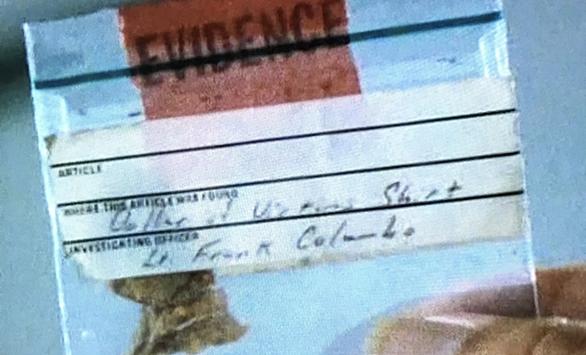 EVIDENCE
ARTICLE
WHERE THIS ARTICLE WAS FOUND
Collar of Victims Shirt
INVESTIGATING OFFICER
Lt. Frank Columbo